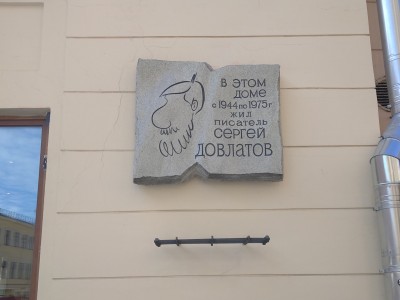 В ЭТОМ
ДОМЕ
с 1944 по 1975 г
ЖИЛ
ПИСАТЕЛЬ
СЕРГЕЙ
ДОВЛАТОВ